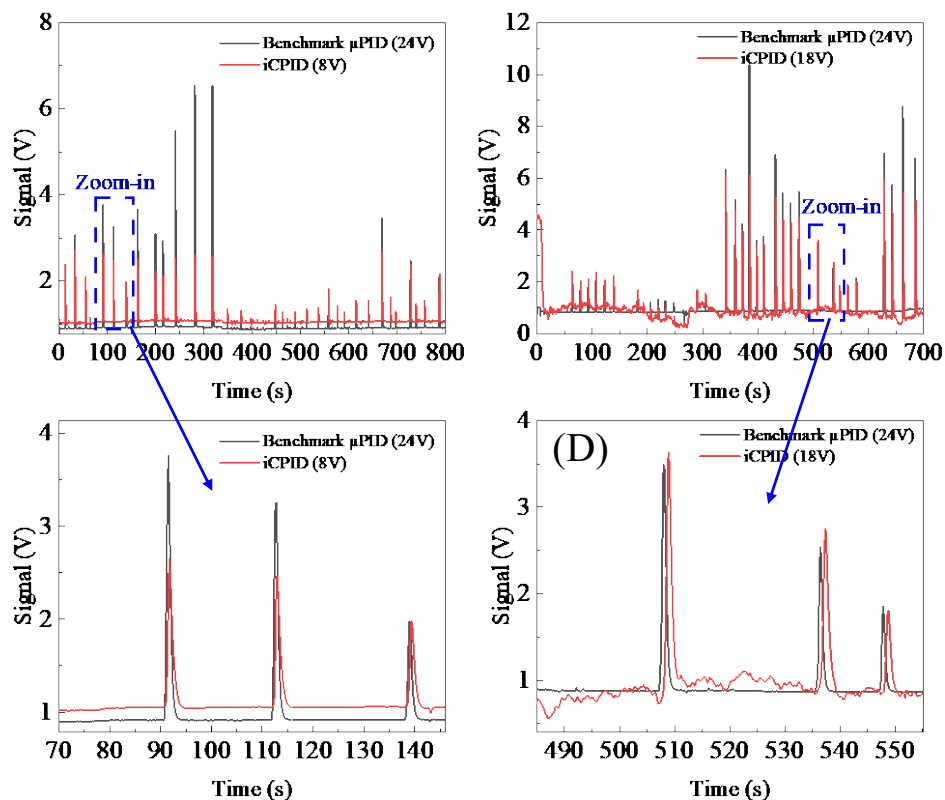 Benchmark µPID (24V)
iCPID (8V)
Zoom-in
Signal (V)
8
6
4
2
0 100 200 300 400 500 600 700 800
Time (s)
Benchmark µPID (24V)
iCPID (18V)
Zoom-in
Signal (V)
12
10
8
6
4
2
0
0 100 200 300 400 500 600 700
Time (s)
Benchmark µPID (24V)
iCPID (8V)
Signal (V)
4
3
2
1
70 80 90 100 110 120 130 140
Time (s)
(D)
Benchmark µPID (24V)
iCPID (18V)
Signal (V)
4
3
2
1
490 500 510 520 530 540 550
Time (s)